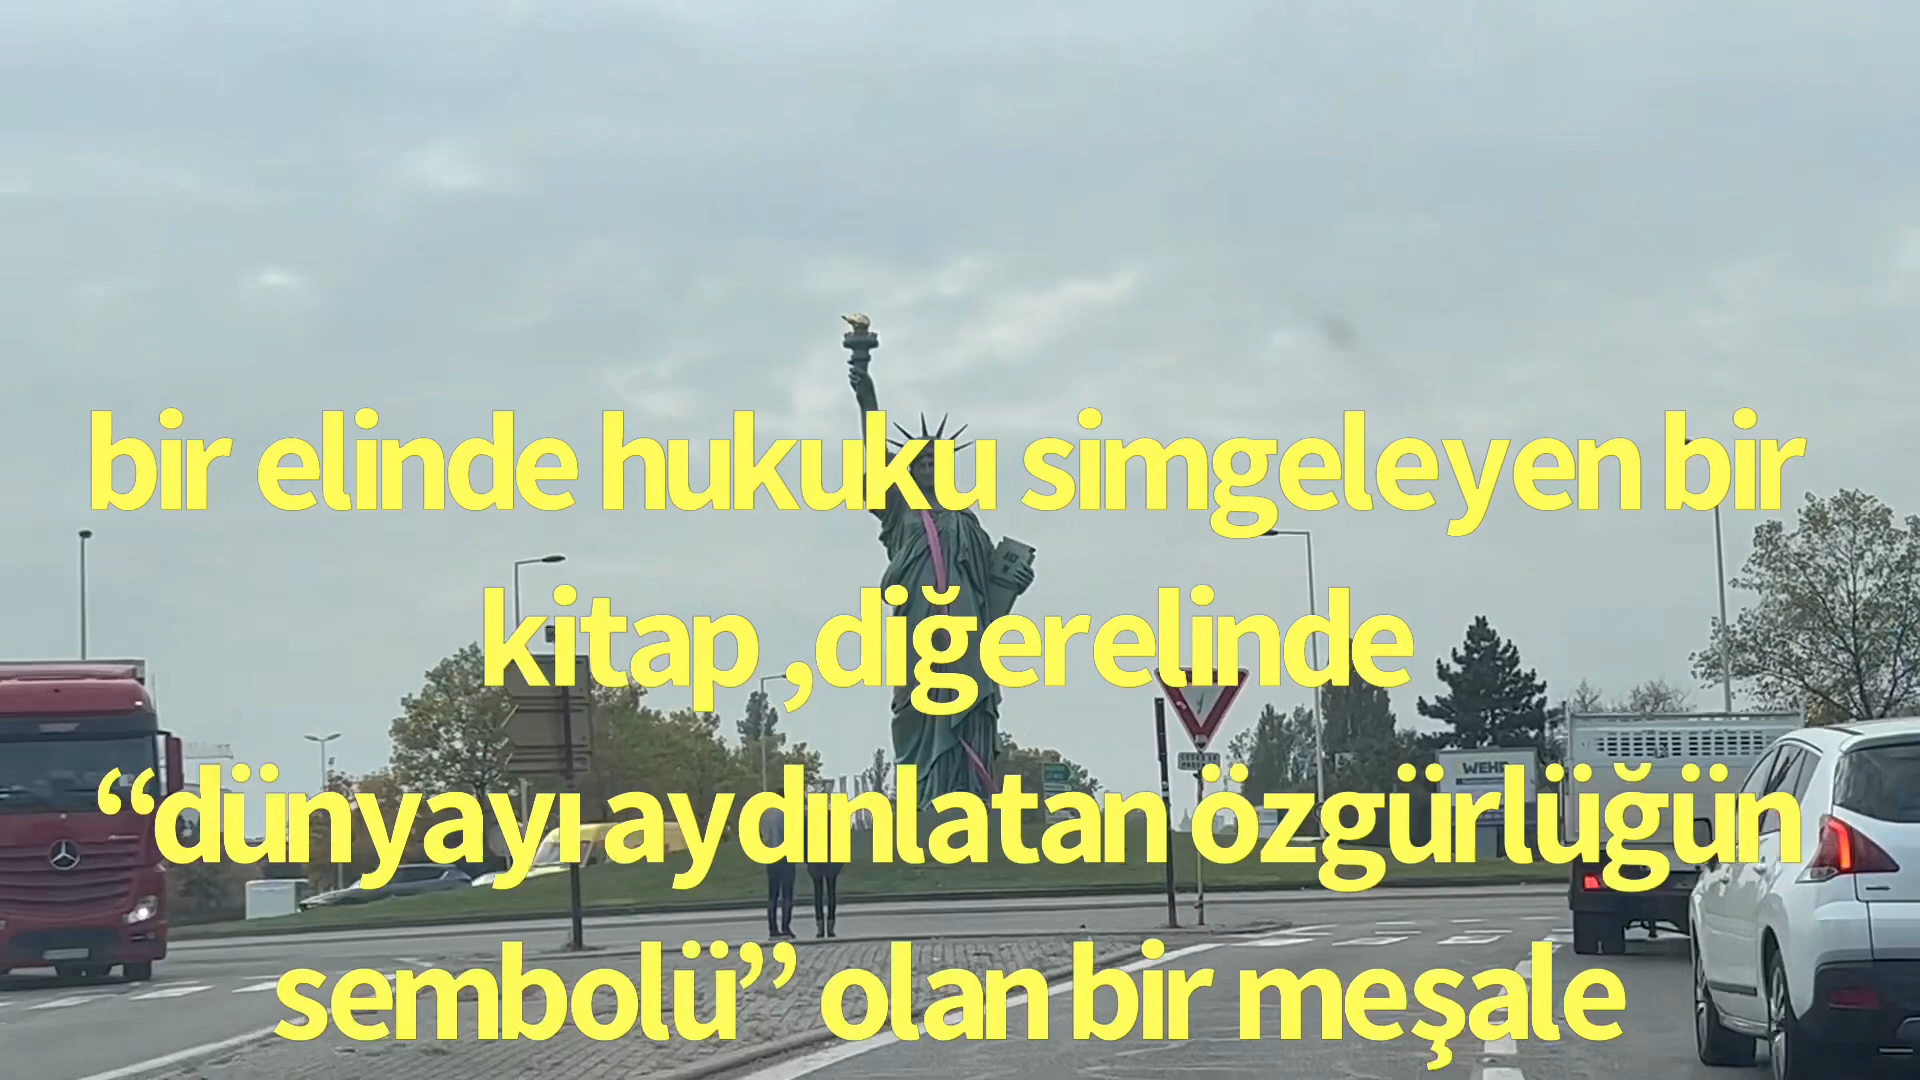 bir elinde hukuku simgeleyen bir
kitap ,diğerelinde
“dünyayı aydınlatan özgürlüğün
sembolü” olan bir meşale